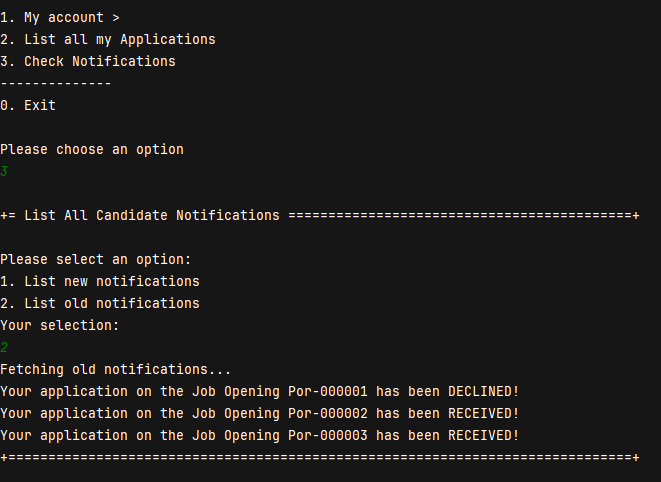 1. My account >
2. List all my Applications
3. Check Notifications
--------------
0. Exit
Please choose an option
3
+= List All Candidate Notifications ===========================================+
Please select an option:
1. List new notifications
2. List old notifications
Your selection:
2
Fetching old notifications...
Your application on the Job Opening Por-000001 has been DECLINED!
Your application on the Job Opening Por-000002 has been RECEIVED!
Your application on the Job Opening Por-000003 has been RECEIVED!
+==============================================================================+